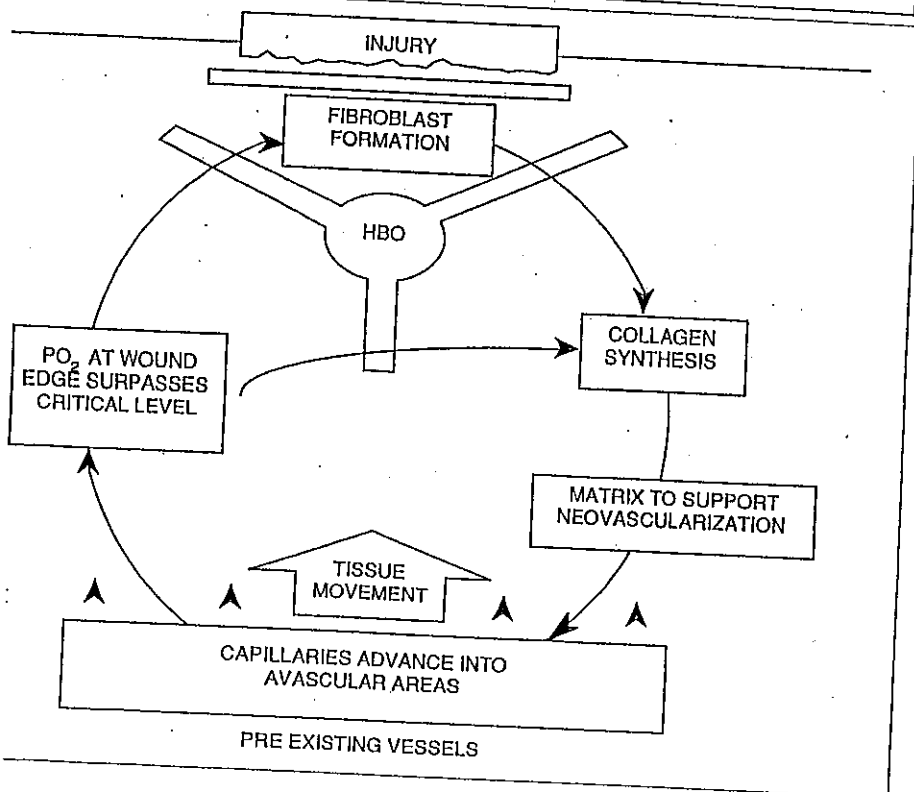 INJURY
FIBROBLAST
FORMATION
HBO
PO₂ AT WOUND
EDGE SURPASSES
CRITICAL LEVEL
COLLAGEN
SYNTHESIS
MATRIX TO SUPPORT
NEOVASCULARIZATION
TISSUE
MOVEMENT
CAPILLARIES ADVANCE INTO
AVASCULAR AREAS
PRE EXISTING VESSELS